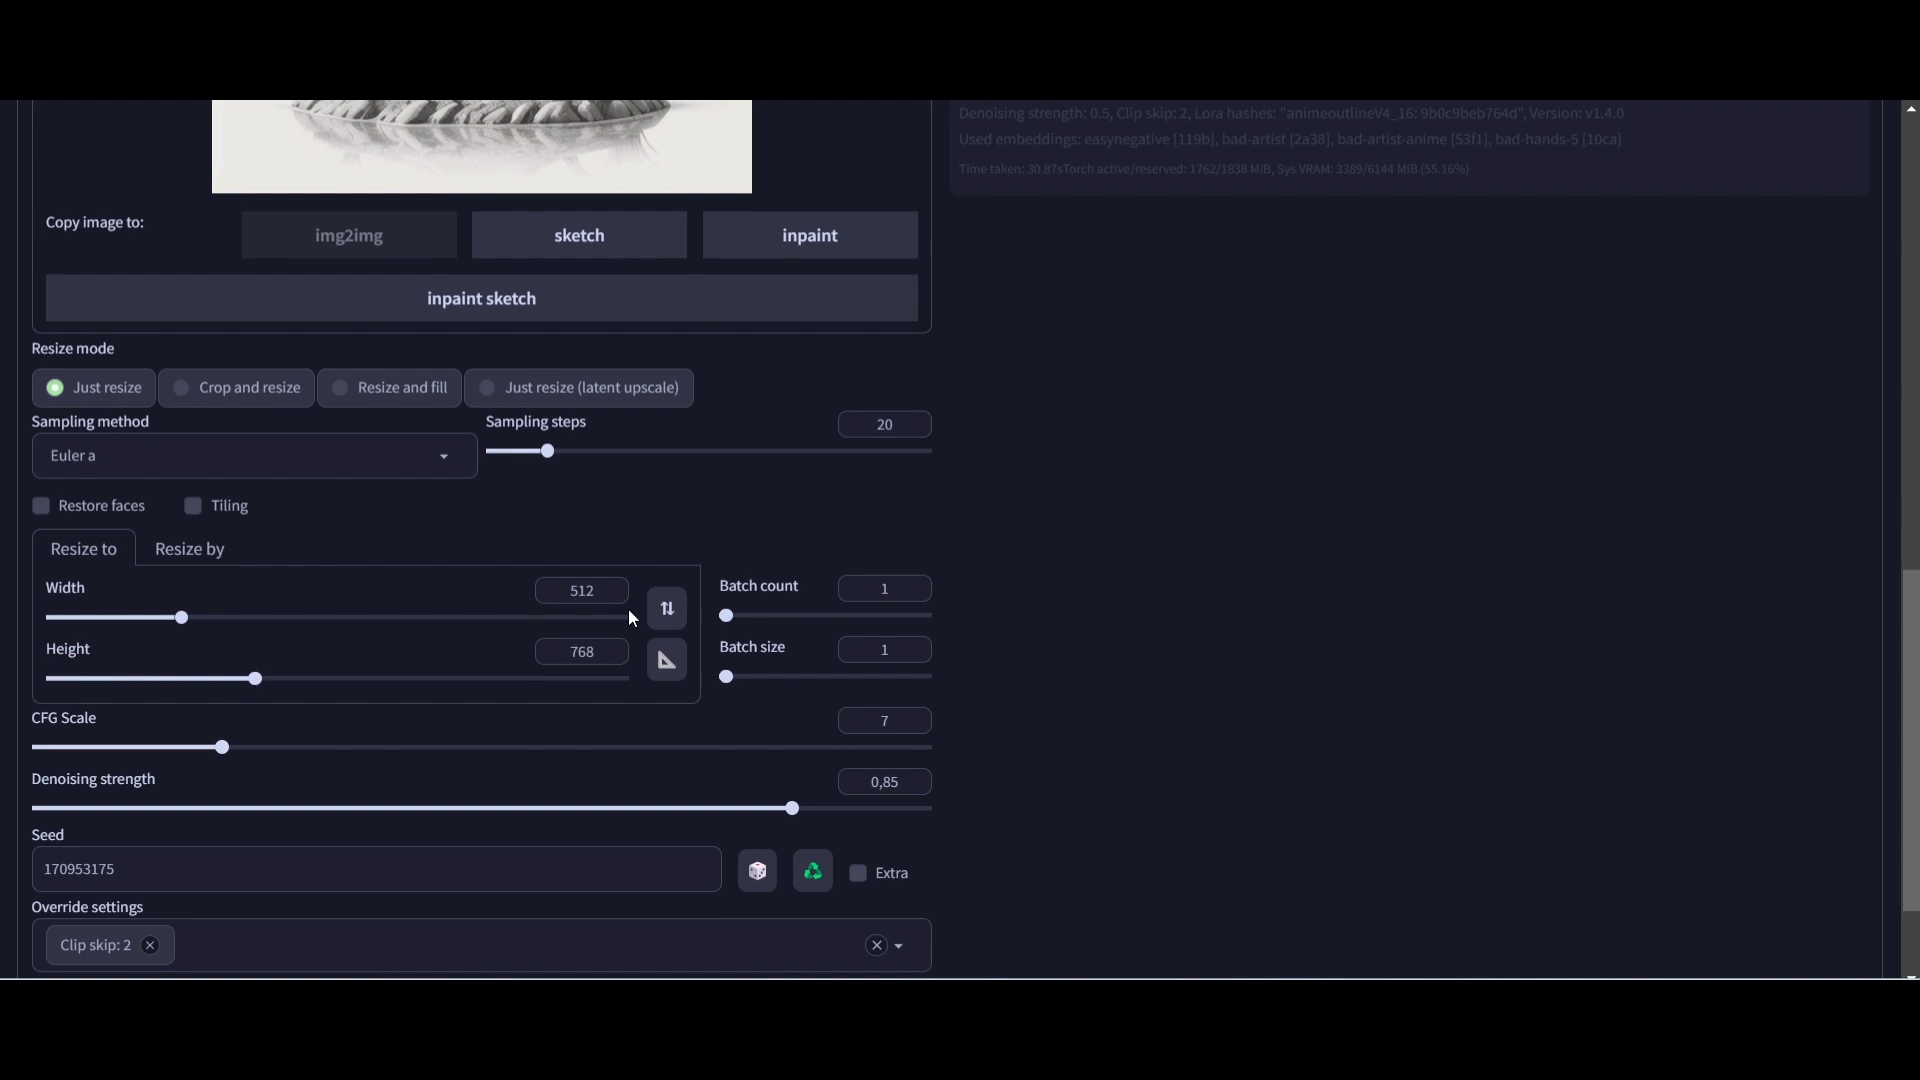 Denoising strength: 0.5, Clip skip: 2, Lora hashes: "animeoutlineV4_16: 9b0c9beb764d", Version: v1.4.0
Used embeddings: easynegative [119b], bad-artist [2a38], bad-artist-anime [53f1], bad-hands-5 [10ca]
Time taken: 30.87sTorch active/reserved: 1762/1838 MiB, Sys VRAM: 3389/6144 MiB (55.16%)
Copy image to:
img2img
sketch
inpaint
inpaint sketch
Resize mode
Just resize
Crop and resize
Resize and fill
Just resize (latent upscale)
Sampling method
Euler a
Sampling steps
20
Restore faces
Tiling
Resize to
Resize by
Width
512
Height
768
Batch count
1
Batch size
1
CFG Scale
7
Denoising strength
0,85
Seed
170953175
Extra
Override settings
Clip skip: 2